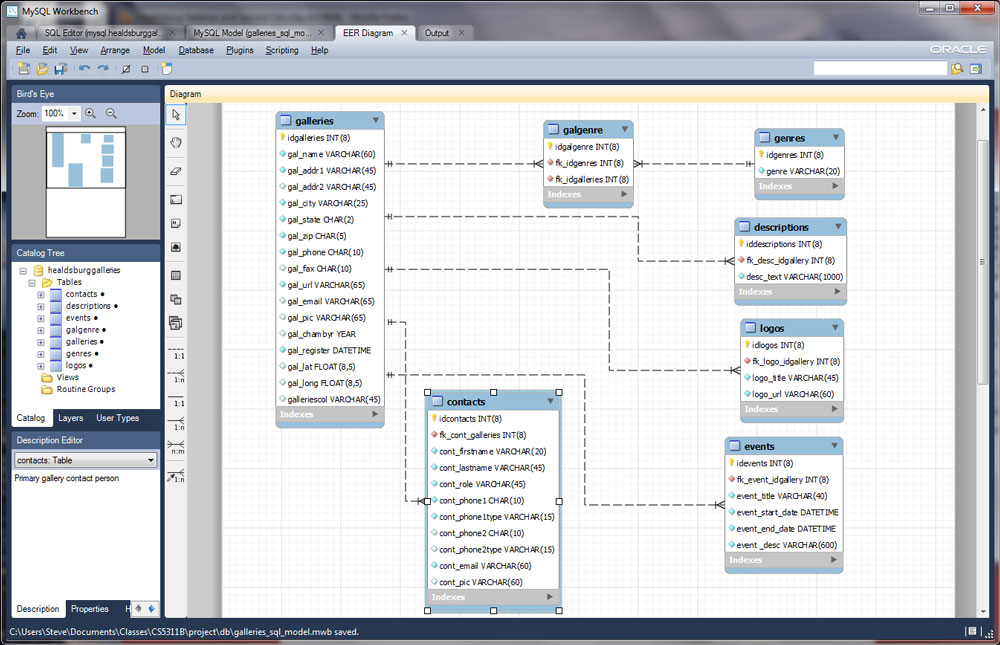 MySQL Workbench
SQL Editor (mysql.healdsburggal...
MySQL Model (galleries_sql_mo...
EER Diagram
Output
File Edit View Arrange Model Database Plugins Scripting Help
ORACLE
Bird's Eye
Zoom: 100%
Catalog Tree
healdsburggalleries
Tables
contacts
descriptions
events
galgenre
galleries
genres
logos
Views
Routine Groups
Catalog Layers User Types
Description Editor
contacts: Table
Primary gallery contact person
Description Properties H
1:1
1:n
1:1
1:n
n:m
1:n
Diagram
galleries
idgalleries INT(8)
gal_name VARCHAR(60)
gal_addr1 VARCHAR(45)
gal_addr2 VARCHAR(45)
gal_city VARCHAR(25)
gal_state CHAR(2)
gal_zip CHAR(5)
gal_phone CHAR(10)
gal_fax CHAR(10)
gal_url VARCHAR(65)
gal_email VARCHAR(65)
gal_pic VARCHAR(65)
gal_chambyr YEAR
gal_register DATETIME
gal_lat FLOAT(8,5)
gal_long FLOAT(8,5)
galleriescol VARCHAR(45)
Indexes
galgenre
idgalgenre INT(8)
fk_idgenres INT(8)
fk_idgalleries INT(8)
Indexes
genres
idgenres INT(8)
genre VARCHAR(20)
Indexes
descriptions
iddescriptions INT(8)
fk_desc_idgallery INT(8)
desc_text VARCHAR(1000)
Indexes
logos
idlogos INT(8)
fk_logo_idgallery INT(8)
logo_title VARCHAR(45)
logo_url VARCHAR(60)
Indexes
contacts
idcontacts INT(8)
fk_cont_galleries INT(8)
cont_firstname VARCHAR(20)
cont_lastname VARCHAR(45)
cont_role VARCHAR(45)
cont_phone1 CHAR(10)
cont_phone1type VARCHAR(15)
cont_phone2 CHAR(10)
cont_phone2type VARCHAR(15)
cont_email VARCHAR(60)
cont_pic VARCHAR(60)
Indexes
events
idevents INT(8)
fk_event_idgallery INT(8)
event_title VARCHAR(40)
event_start_date DATETIME
event_end_date DATETIME
event _desc VARCHAR(600)
Indexes
C:\Users\Steve\Documents\Classes\CS5311B\project\db\galleries_sql_model.mwb saved.